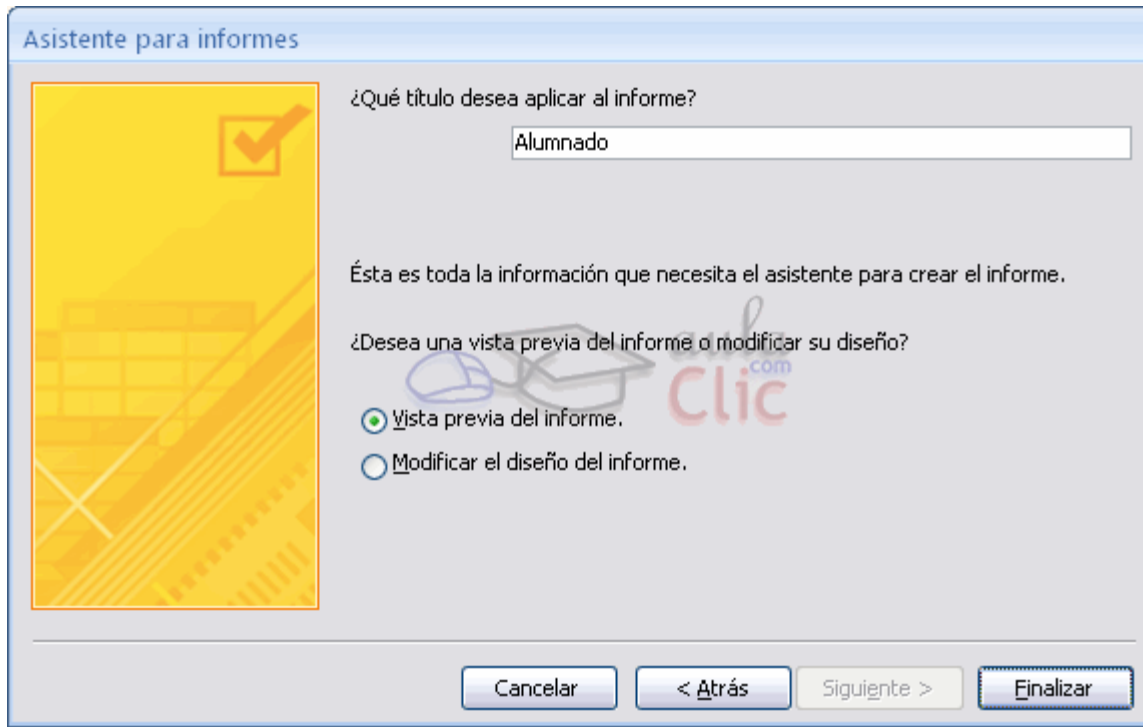 Asistente para informes
¿Qué título desea aplicar al informe?
Alumnado
Ésta es toda la información que necesita el asistente para crear el informe.
¿Desea una vista previa del informe o modificar su diseño?
aula
.com
Clic
Vista previa del informe.
Modificar el diseño del informe.
Cancelar
< Atrás
Siguiente >
Finalizar